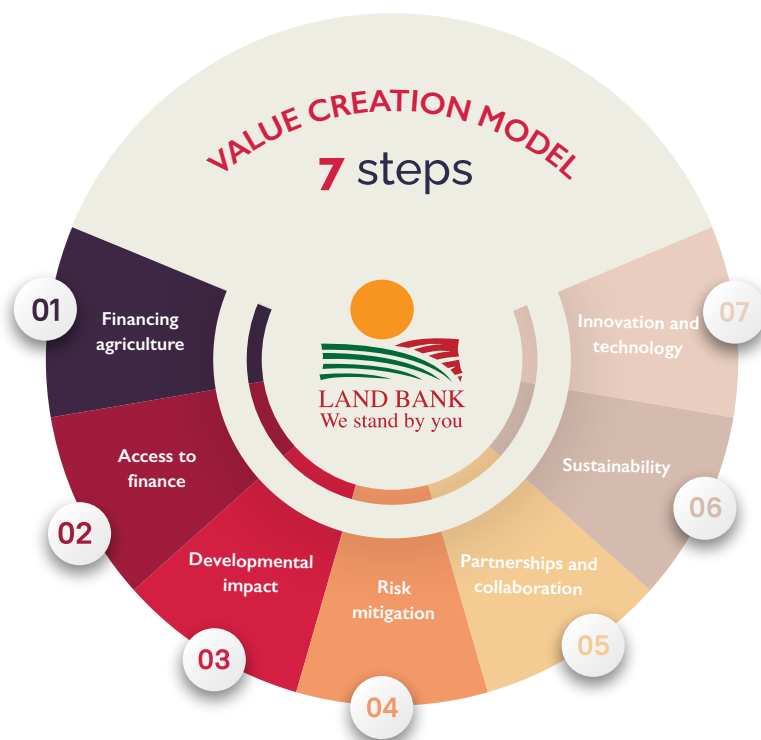 VALUE CREATION MODEL
7 steps
LAND BANK
We stand by you
01
Financing
agriculture
02
Access to
finance
03
Developmental
impact
04
Risk
mitigation
05
Partnerships and
collaboration
06
Sustainability
07
Innovation and
technology